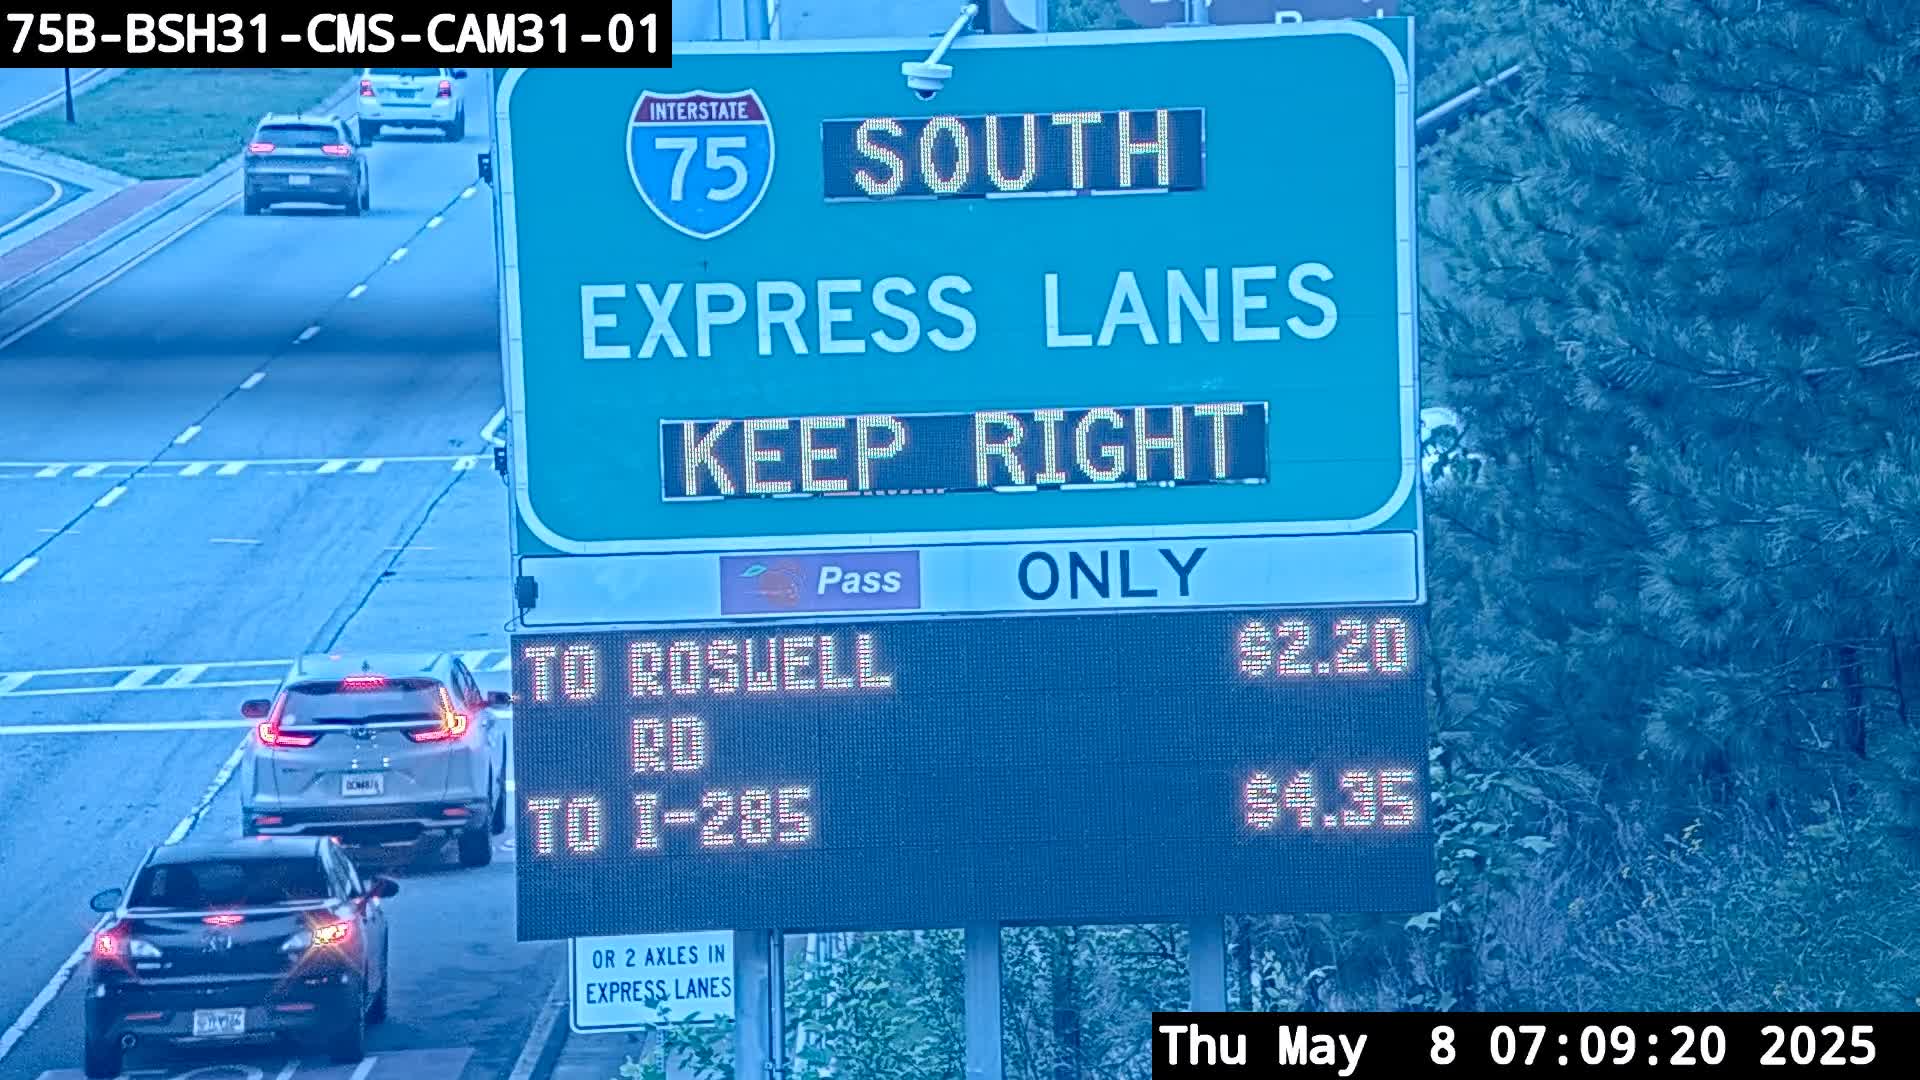 75B-BSH31-CMS-CAM31-01
INTERSTATE
75
SOUTH
EXPRESS LANES
KEEP RIGHT
Pass
ONLY
TO ROSWELL $2.20
RD
TO I-285 $4.35
OR 2 AXLES IN
EXPRESS LANES
Thu May 8 07:09:20 2025